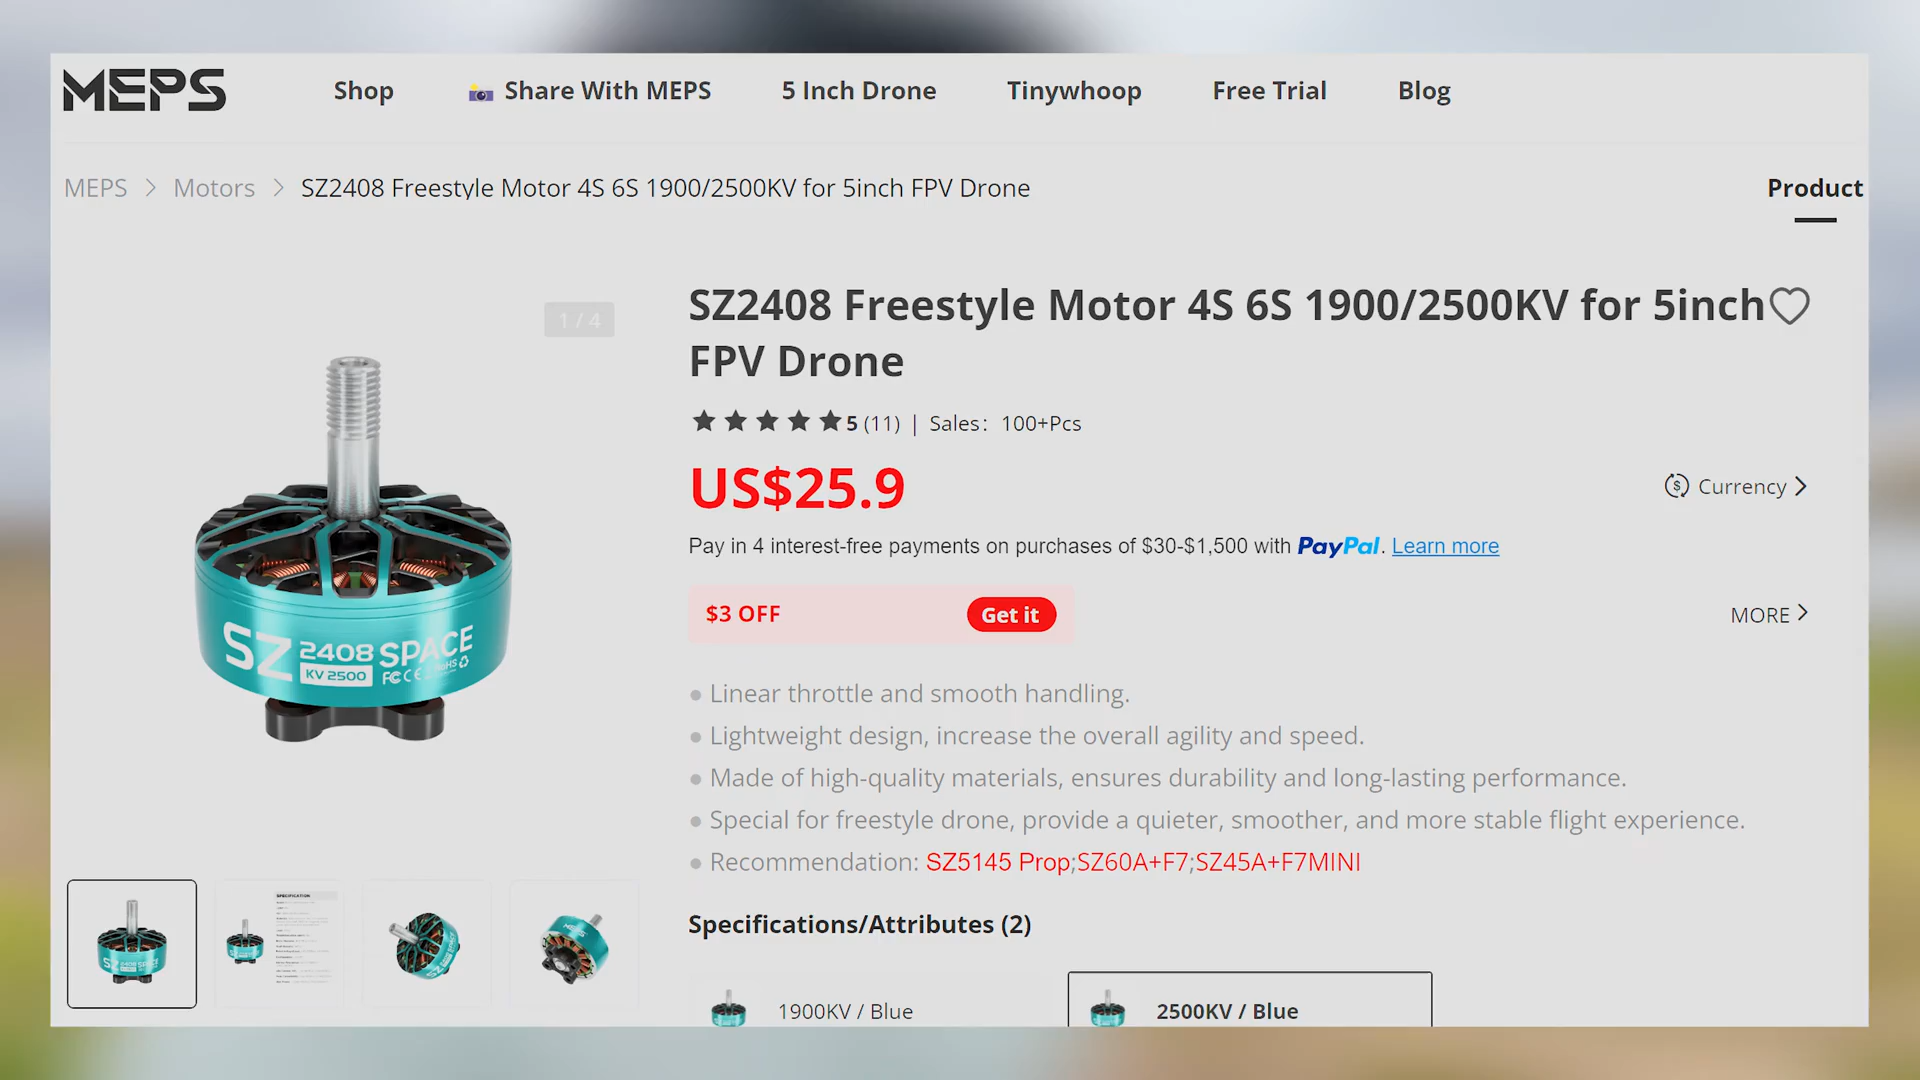 MEPS
Shop
Share With MEPS
5 Inch Drone
Tinywhoop
Free Trial
Blog
MEPS > Motors > SZ2408 Freestyle Motor 4S 6S 1900/2500KV for 5inch FPV Drone
Product
1 / 4
SZ 2408 SPACE
KV 2500
FC CE RoHS
SZ2408 Freestyle Motor 4S 6S 1900/2500KV for 5inch
FPV Drone
5 (11) | Sales: 100+Pcs
US$25.9
Currency >
Pay in 4 interest-free payments on purchases of $30-$1,500 with PayPal. Learn more
$3 OFF
Get it
MORE >
● Linear throttle and smooth handling.
● Lightweight design, increase the overall agility and speed.
● Made of high-quality materials, ensures durability and long-lasting performance.
● Special for freestyle drone, provide a quieter, smoother, and more stable flight experience.
● Recommendation: SZ5145 Prop;SZ60A+F7;SZ45A+F7MINI
SPECIFICATION
Specifications/Attributes (2)
1900KV / Blue
2500KV / Blue